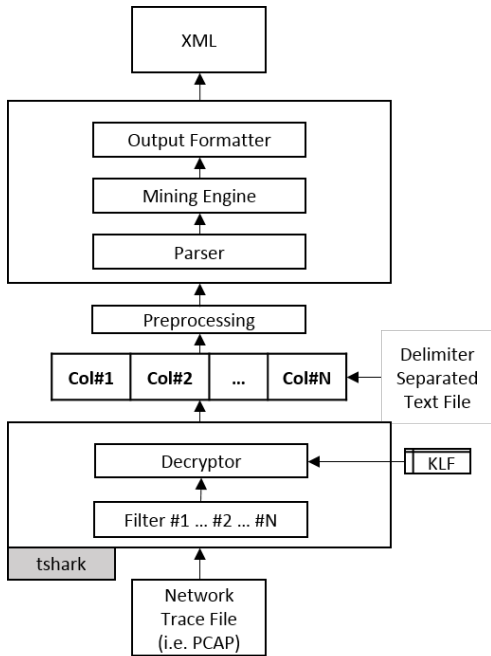 XML
Output Formatter
Mining Engine
Parser
Preprocessing
Col#1 Col#2 ... Col#N
Delimiter
Separated
Text File
Decryptor
KLF
Filter #1 ... #2 ... #N
tshark
Network
Trace File
(i.e. PCAP)